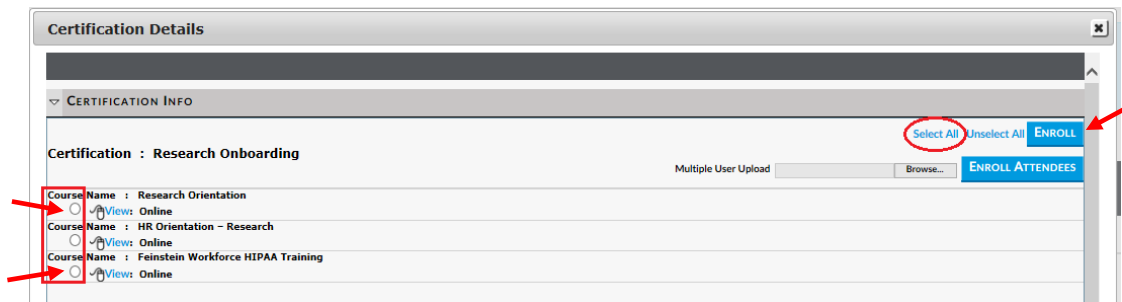 Certification Details
CERTIFICATION INFO
Select All Unselect All ENROLL
Certification : Research Onboarding
Multiple User Upload Browse... ENROLL ATTENDEES
Course Name : Research Orientation
View: Online
Course Name : HR Orientation – Research
View: Online
Course Name : Feinstein Workforce HIPAA Training
View: Online